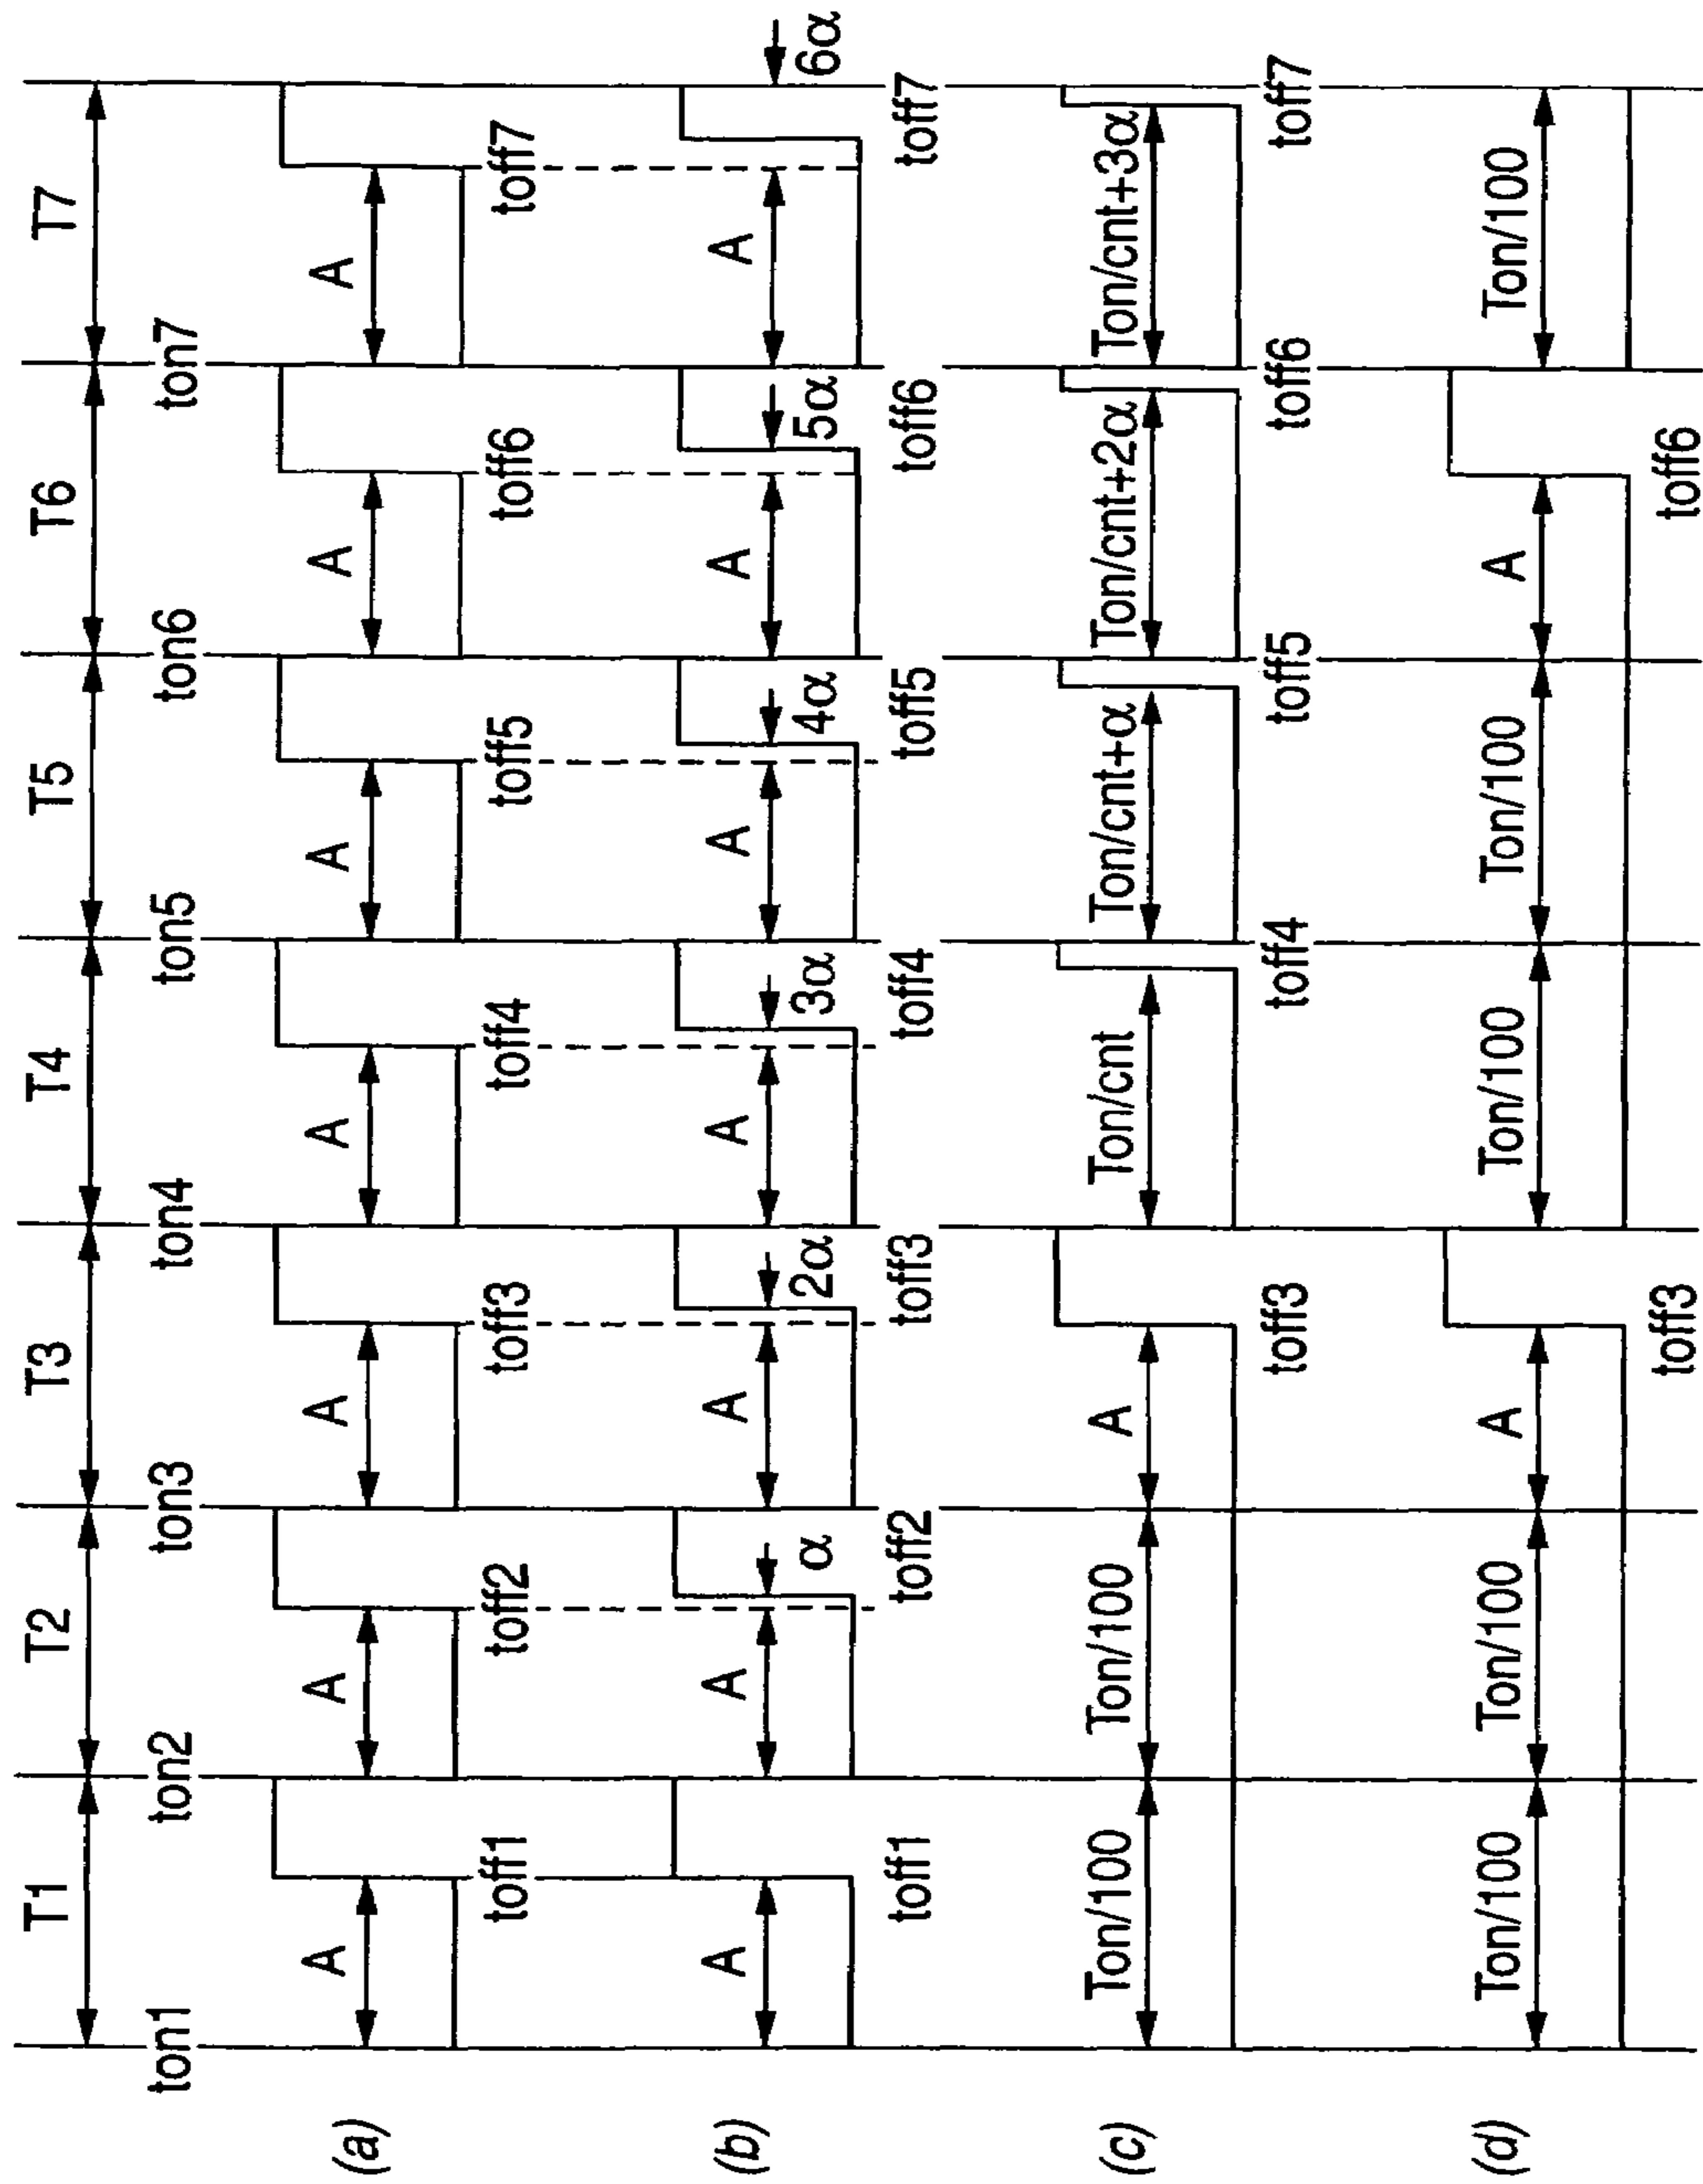 T1 T2 T3 T4 T5 T6 T7
ton1 ton2 ton3 ton4 ton5 ton6 ton7
(a)
A A A A A A A
toff1 toff2 toff3 toff4 toff5 toff6 toff7
(b)
A A A A A A A
α 2α 3α 4α 5α 6α
toff1 toff2 toff3 toff4 toff5 toff6 toff7
(c)
Ton/100 Ton/100 A Ton/cnt Ton/cnt+α Ton/cnt+2α Ton/cnt+3α
toff3 toff4 toff5 toff6 toff7
(d)
Ton/100 Ton/100 A Ton/100 Ton/100 A Ton/100
toff3 toff6